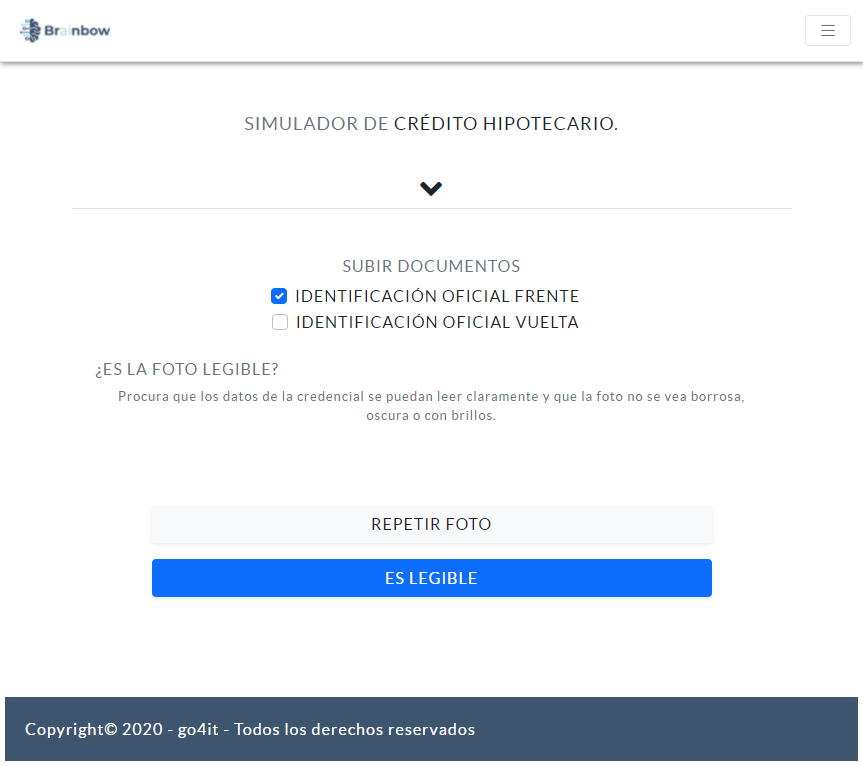 Brainbow
SIMULADOR DE CRÉDITO HIPOTECARIO.
SUBIR DOCUMENTOS
IDENTIFICACIÓN OFICIAL FRENTE
IDENTIFICACIÓN OFICIAL VUELTA
¿ES LA FOTO LEGIBLE?
Procura que los datos de la credencial se puedan leer claramente y que la foto no se vea borrosa,
oscura o con brillos.
REPETIR FOTO
ES LEGIBLE
Copyright© 2020 - go4it - Todos los derechos reservados